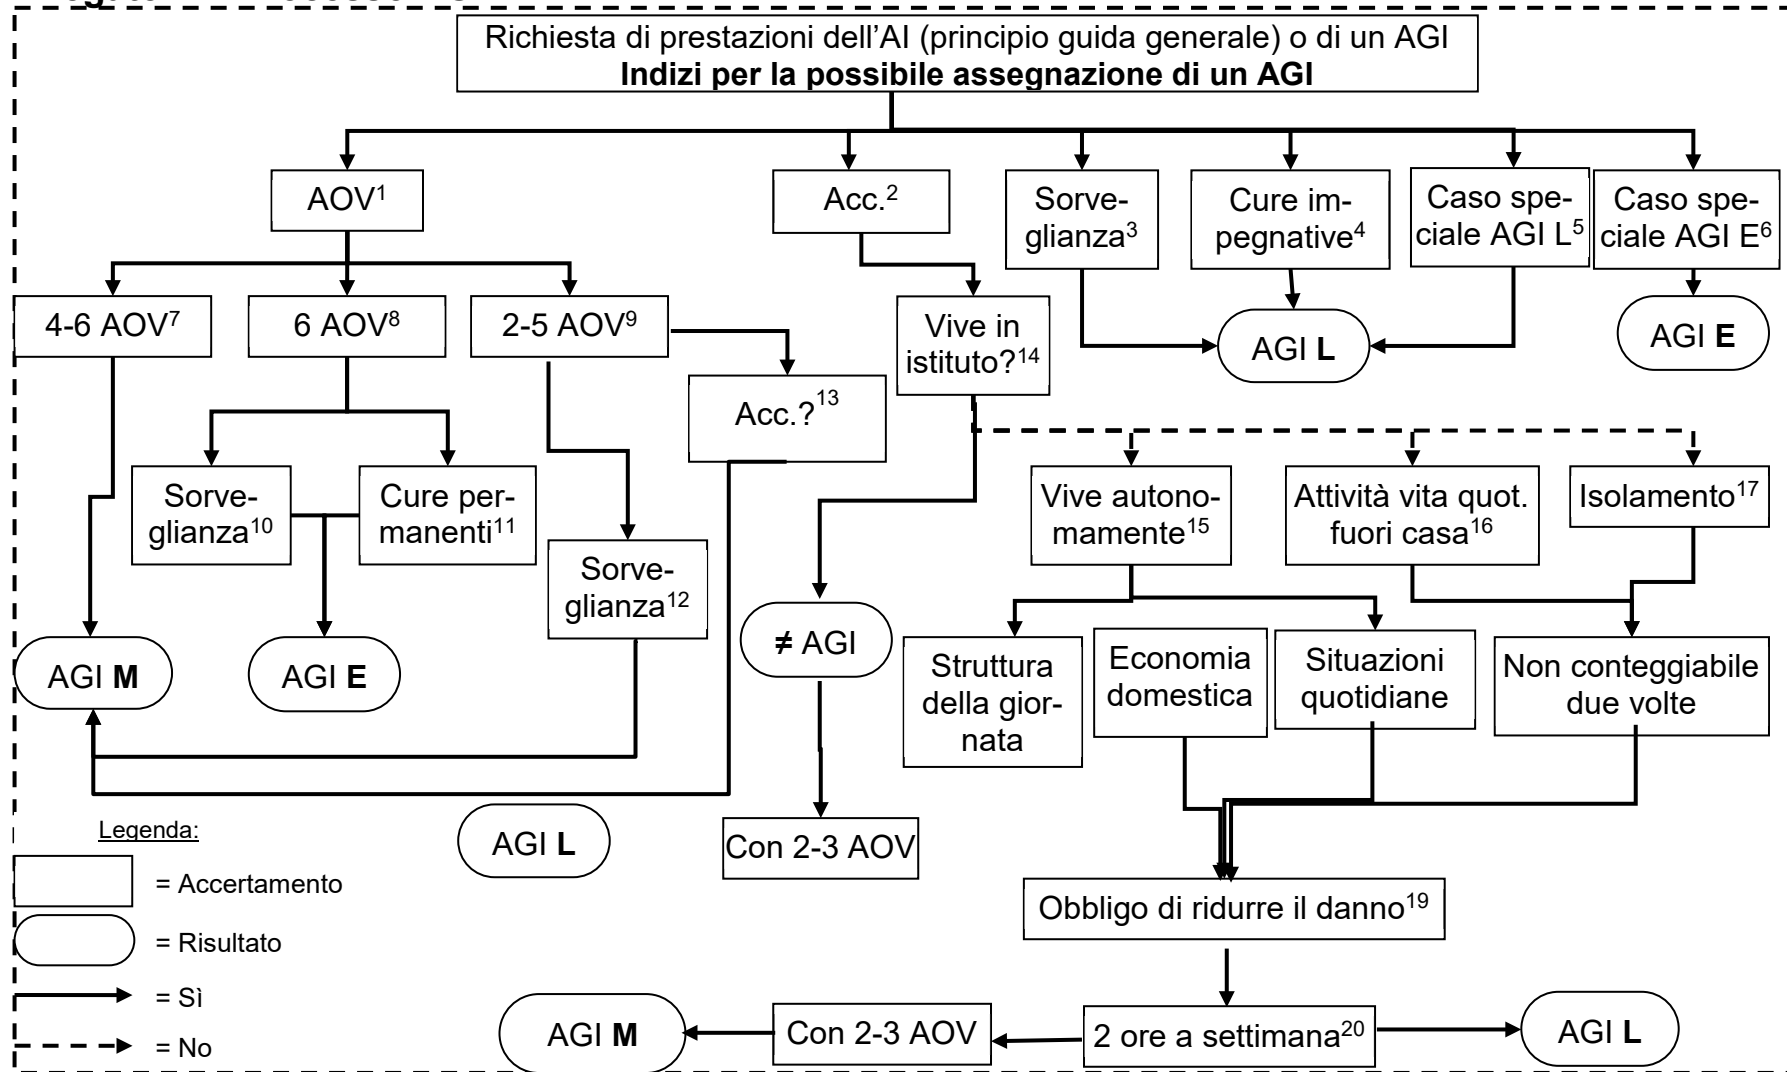 Richiesta di prestazioni dell’AI (principio guida generale) o di un AGI
Indizi per la possibile assegnazione di un AGI
AOV1
Acc.2
Sorve-
glianza3
Cure im-
pegnative4
Caso spe-
ciale AGI L5
Caso spe-
ciale AGI E6
4-6 AOV7
6 AOV8
2-5 AOV9
Vive in
istituto?14
AGI L
AGI E
Acc.?13
Sorve-
glianza10
Cure per-
manenti11
Sorve-
glianza12
Vive autono-
mamente15
Attività vita quot.
fuori casa16
Isolamento17
AGI M
AGI E
≠ AGI
Struttura
della gior-
nata
Economia
domestica
Situazioni
quotidiane
Non conteggiabile
due volte
AGI L
Con 2-3 AOV
Legenda:
= Accertamento
= Risultato
= Sì
= No
Obbligo di ridurre il danno19
AGI M
Con 2-3 AOV
2 ore a settimana20
AGI L